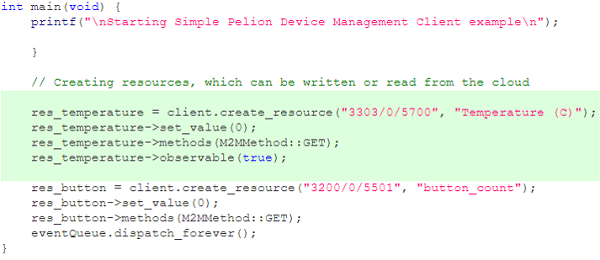 int main(void) {
    printf("\nStarting Simple Pelion Device Management Client example\n");
    }
    // Creating resources, which can be written or read from the cloud
    res_temperature = client.create_resource("3303/0/5700", "Temperature (C)");
    res_temperature->set_value(0);
    res_temperature->methods(M2MMethod::GET);
    res_temperature->observable(true);
    res_button = client.create_resource("3200/0/5501", "button_count");
    res_button->set_value(0);
    res_button->methods(M2MMethod::GET);
    eventQueue.dispatch_forever();
}